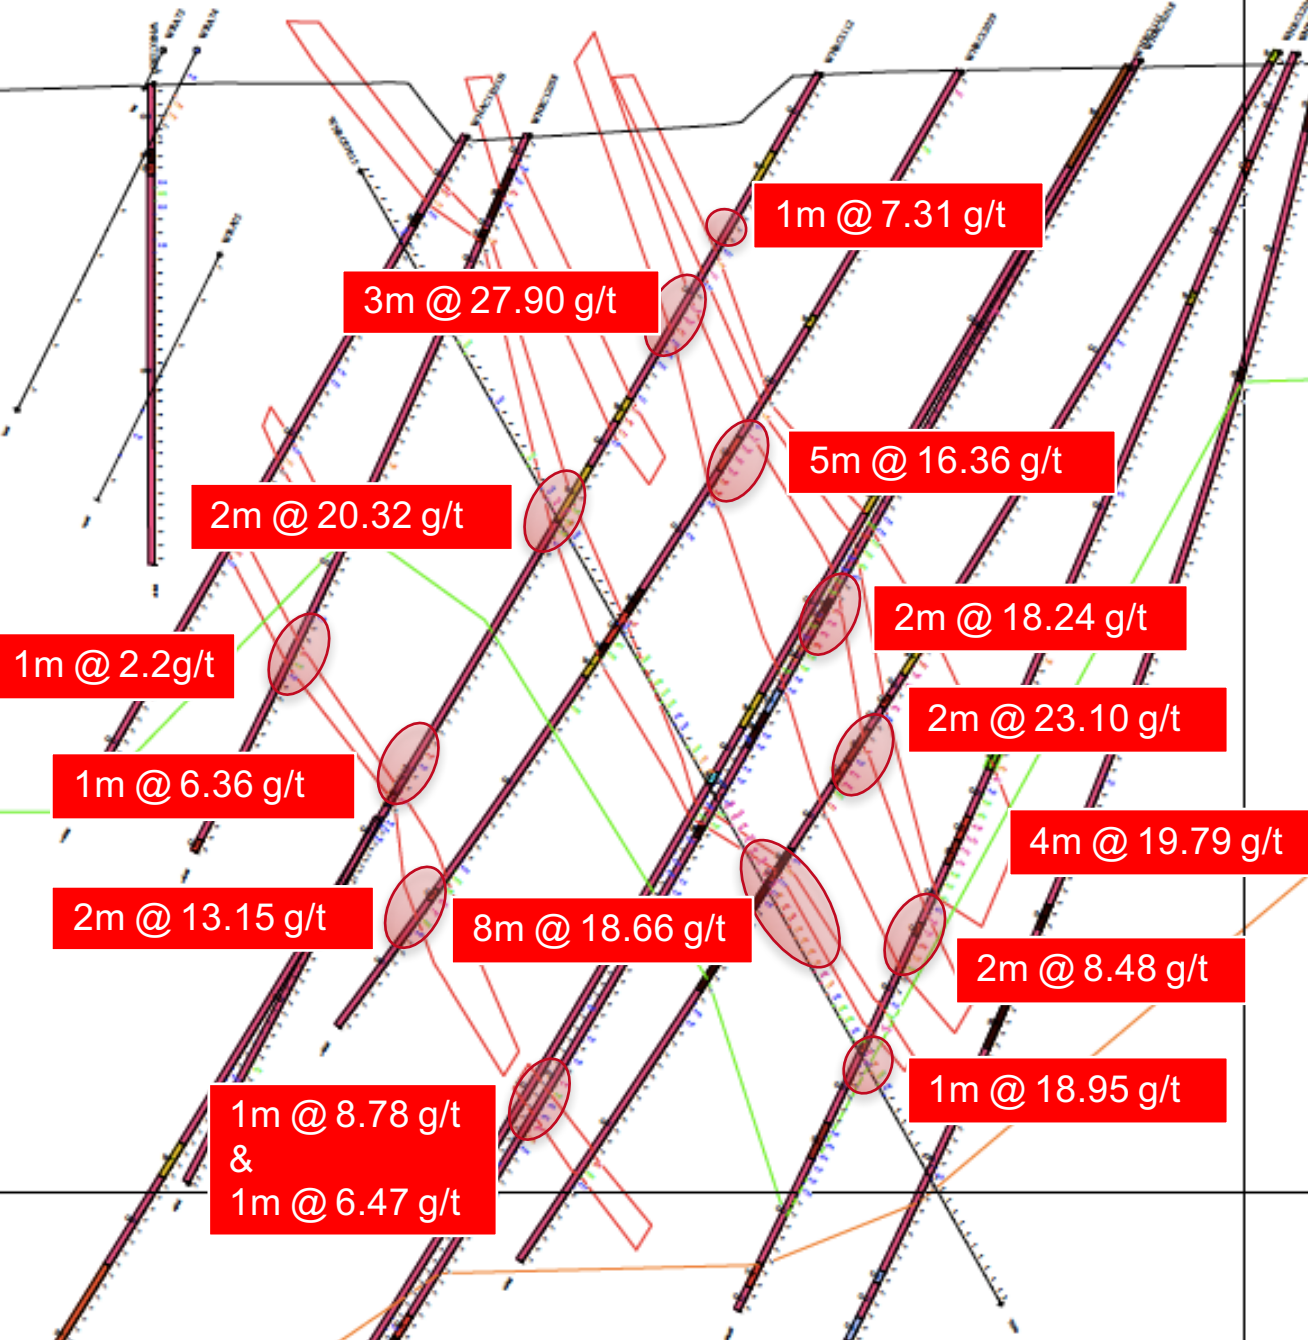 1m @ 7.31 g/t
3m @ 27.90 g/t
5m @ 16.36 g/t
2m @ 20.32 g/t
2m @ 18.24 g/t
1m @ 2.2g/t
2m @ 23.10 g/t
1m @ 6.36 g/t
4m @ 19.79 g/t
2m @ 13.15 g/t
8m @ 18.66 g/t
2m @ 8.48 g/t
1m @ 18.95 g/t
1m @ 8.78 g/t
&
1m @ 6.47 g/t